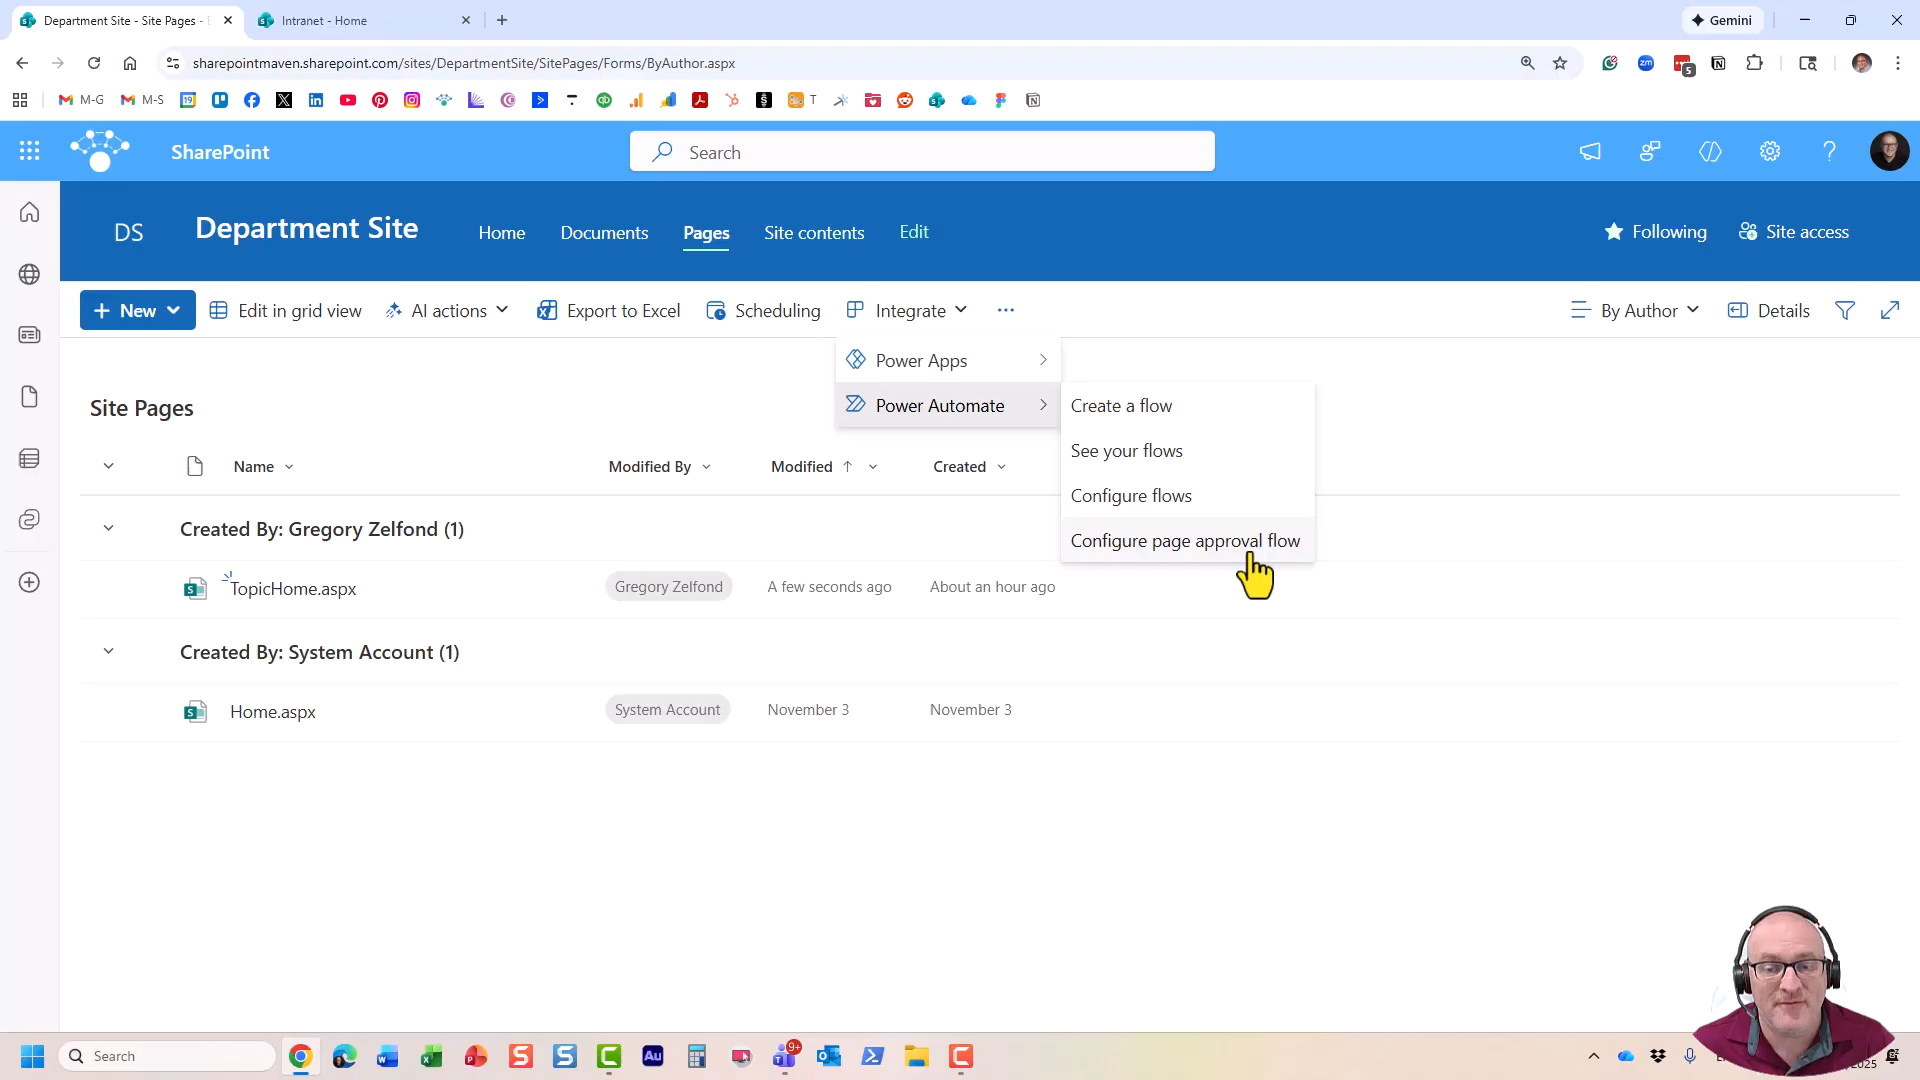 Department Site - Site Pages -
Intranet - Home
Gemini
sharepointmaven.sharepoint.com/sites/DepartmentSite/SitePages/Forms/ByAuthor.aspx
M-G
M-S
T
SharePoint
Search
DS
Department Site
Home
Documents
Pages
Site contents
Edit
Following
Site access
New
Edit in grid view
AI actions
Export to Excel
Scheduling
Integrate
By Author
Details
Power Apps
Power Automate
Create a flow
See your flows
Configure flows
Configure page approval flow
Site Pages
Name
Modified By
Modified
Created
Created By: Gregory Zelfond (1)
TopicHome.aspx
Gregory Zelfond
A few seconds ago
About an hour ago
Created By: System Account (1)
Home.aspx
System Account
November 3
November 3
Search
9+